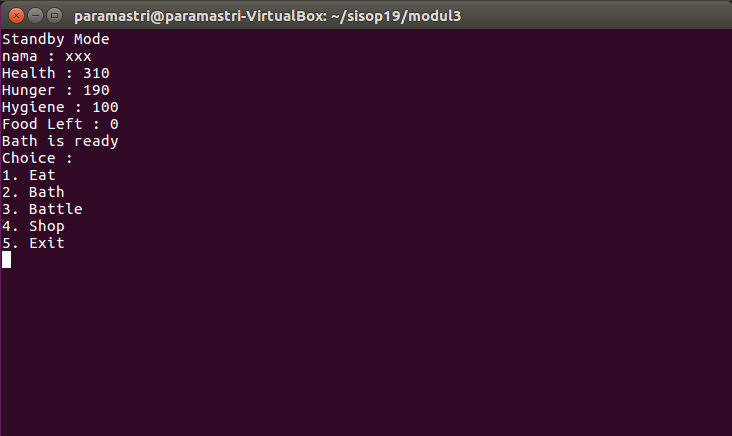 paramastri@paramastri-VirtualBox: ~/sisop19/modul3
Standby Mode
nama : xxx
Health : 310
Hunger : 190
Hygiene : 100
Food Left : 0
Bath is ready
Choice :
1. Eat
2. Bath
3. Battle
4. Shop
5. Exit